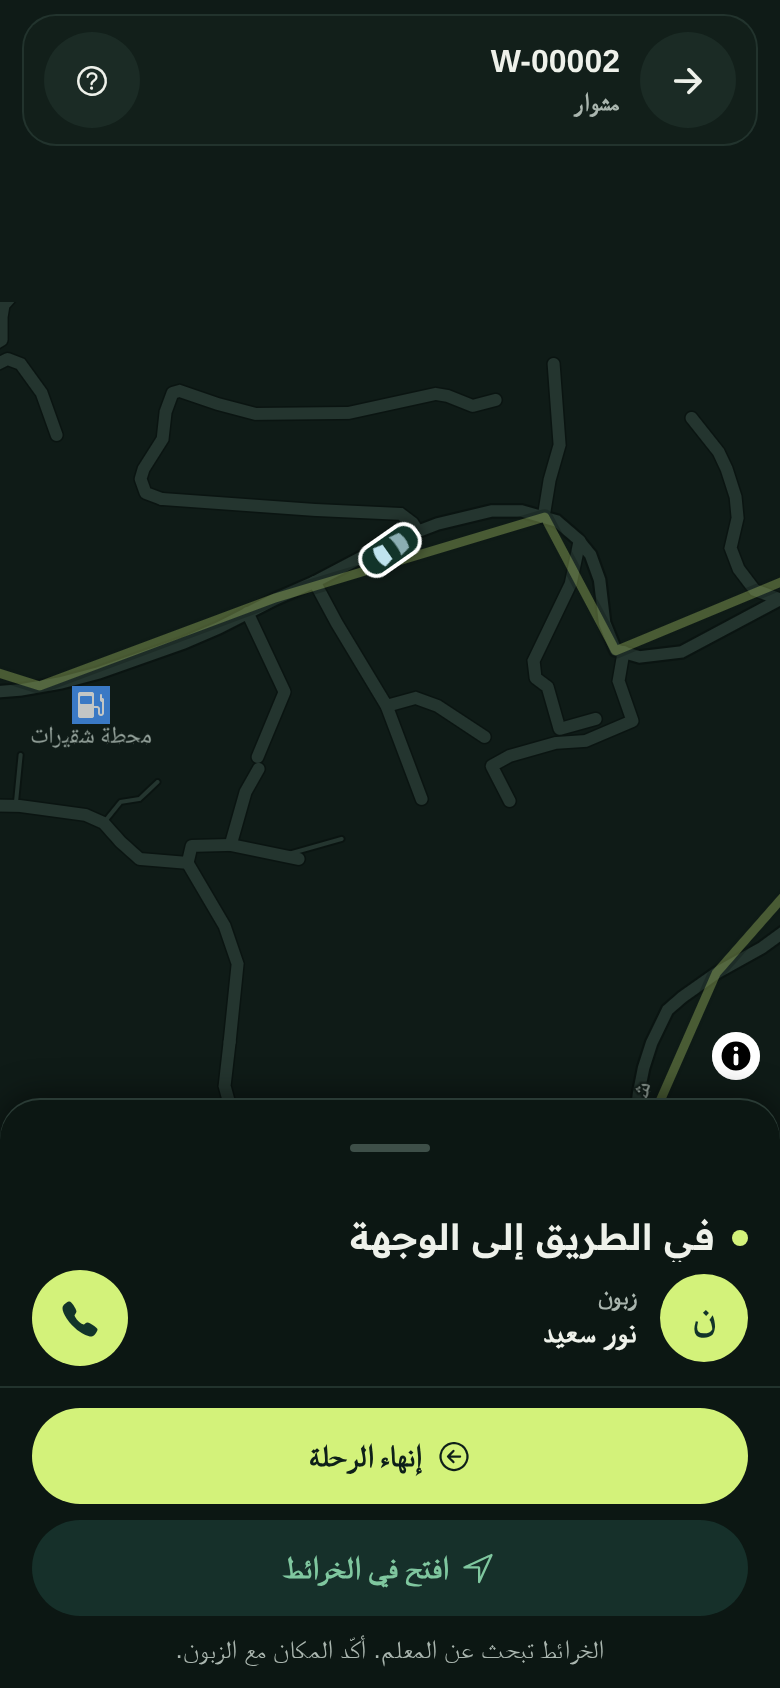 W-00002
مشوار
محطة شقيرات
في الطريق إلى الوجهة
ن
زبون
نور سعيد
إنهاء الرحلة
افتح في الخرائط
الخرائط تبحث عن المعلم. أكّد المكان مع الزبون.